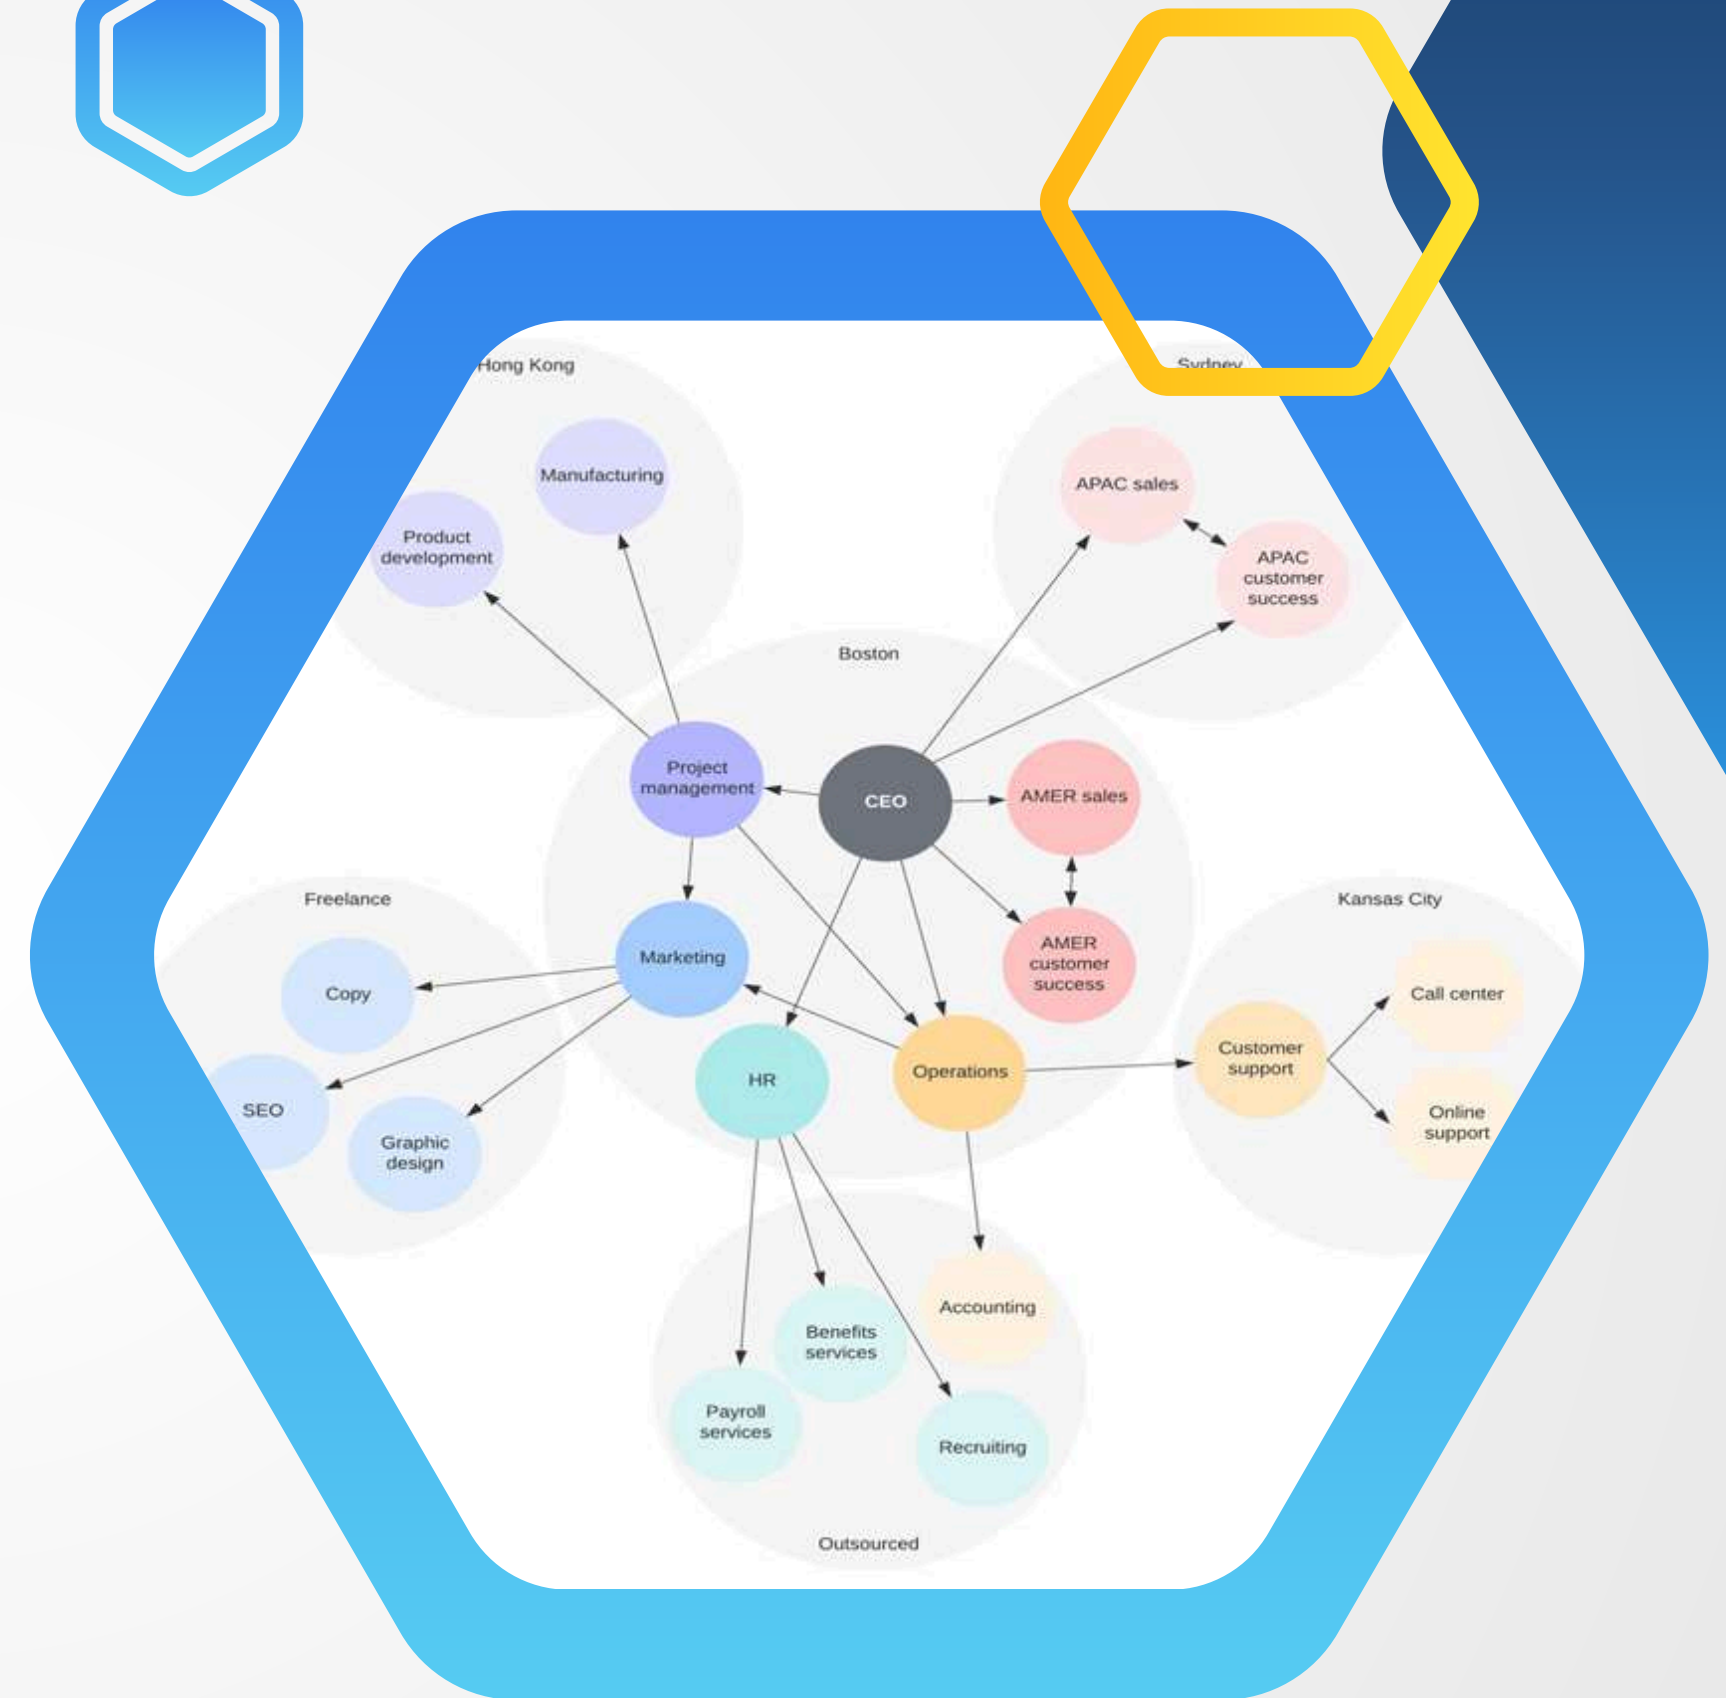 Hong Kong
Sydney
Manufacturing
APAC sales
Product
development
APAC
customer
success
Boston
Project
management
CEO
AMER sales
Freelance
Kansas City
Marketing
AMER
customer
success
Copy
Call center
Customer
support
Operations
HR
SEO
Online
support
Graphic
design
Accounting
Benefits
services
Payroll
services
Recruiting
Outsourced